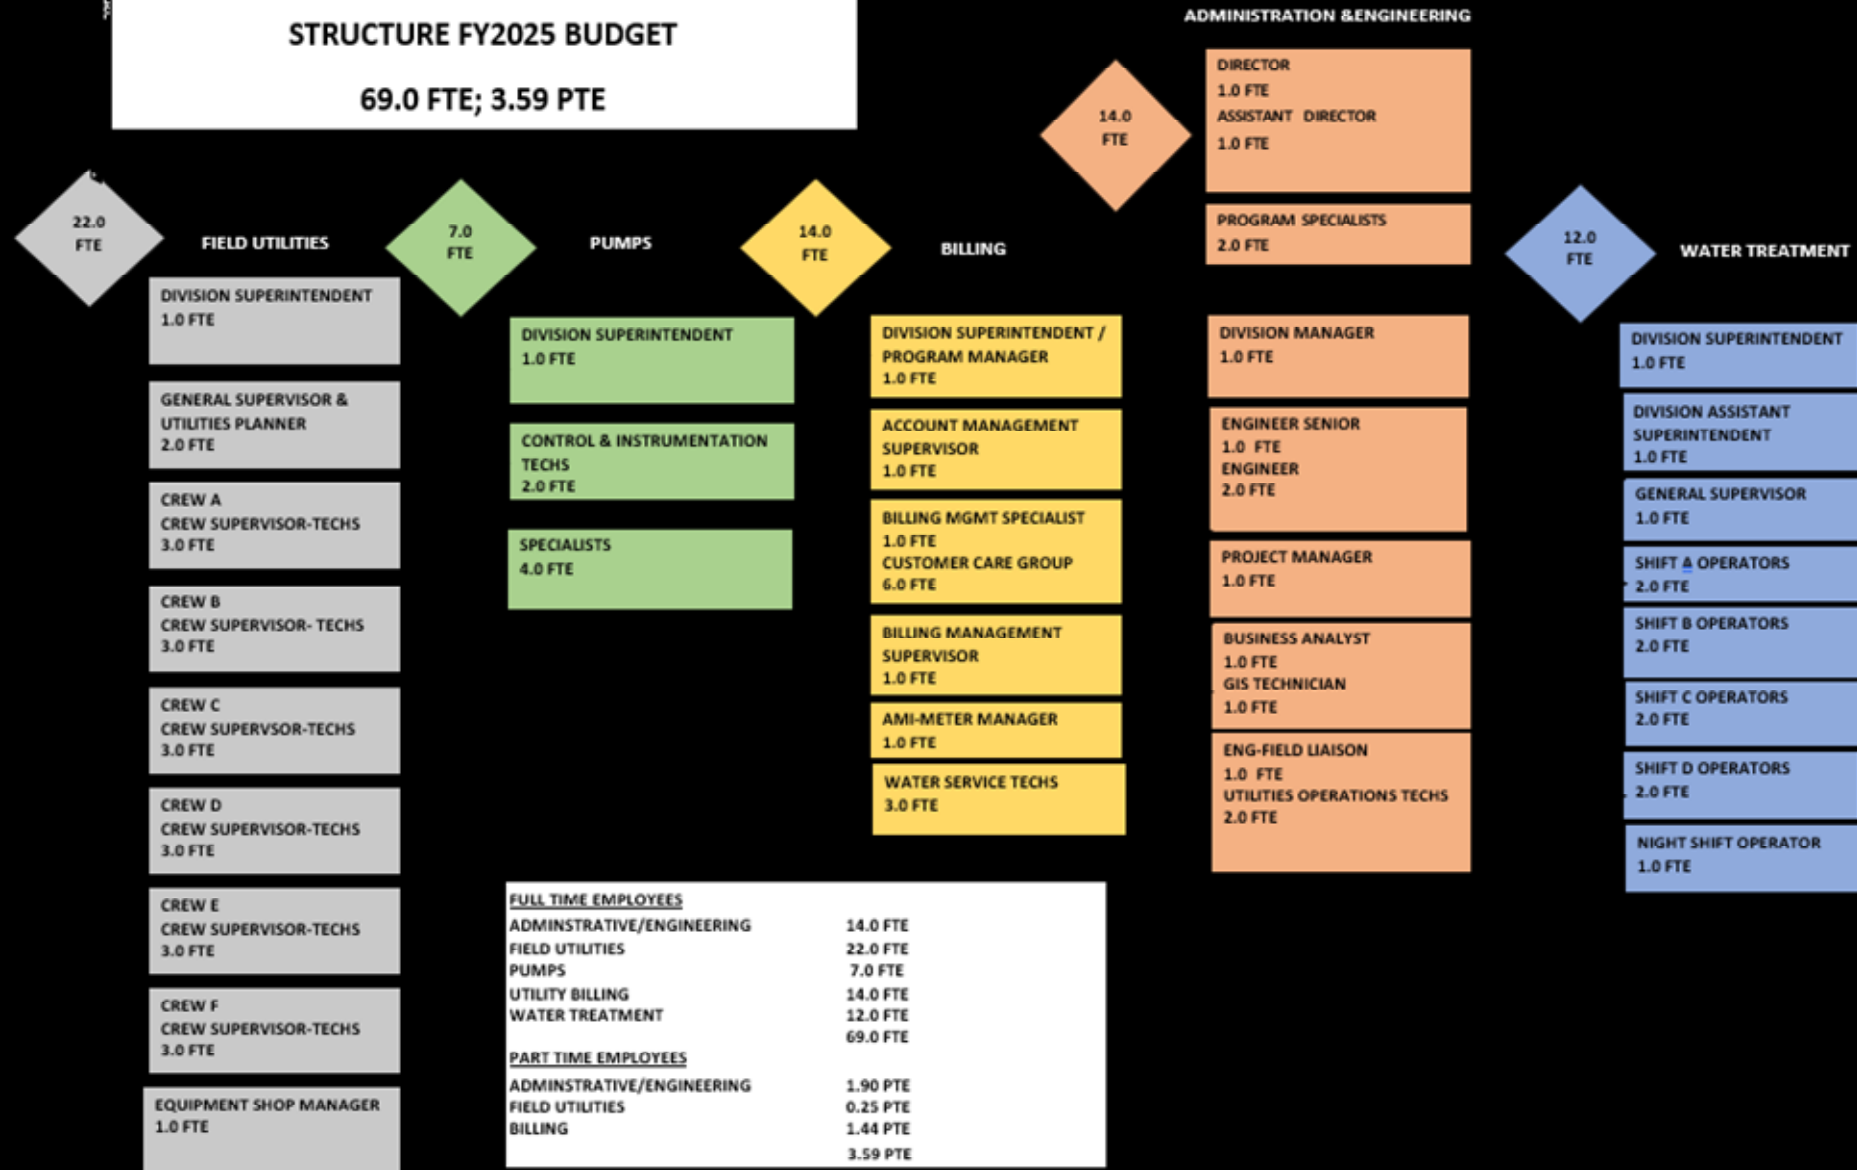 STRUCTURE FY2025 BUDGET
69.0 FTE; 3.59 PTE
22.0
FTE
FIELD UTILITIES
DIVISION SUPERINTENDENT
1.0 FTE
GENERAL SUPERVISOR &
UTILITIES PLANNER
2.0 FTE
CREW A
CREW SUPERVISOR-TECHS
3.0 FTE
CREW B
CREW SUPERVISOR- TECHS
3.0 FTE
CREW C
CREW SUPERVSOR-TECHS
3.0 FTE
CREW D
CREW SUPERVISOR-TECHS
3.0 FTE
CREW E
CREW SUPERVISOR-TECHS
3.0 FTE
CREW F
CREW SUPERVISOR-TECHS
3.0 FTE
EQUIPMENT SHOP MANAGER
1.0 FTE
7.0
FTE
PUMPS
DIVISION SUPERINTENDENT
1.0 FTE
CONTROL & INSTRUMENTATION
TECHS
2.0 FTE
SPECIALISTS
4.0 FTE
14.0
FTE
BILLING
DIVISION SUPERINTENDENT /
PROGRAM MANAGER
1.0 FTE
ACCOUNT MANAGEMENT
SUPERVISOR
1.0 FTE
BILLING MGMT SPECIALIST
1.0 FTE
CUSTOMER CARE GROUP
6.0 FTE
BILLING MANAGEMENT
SUPERVISOR
1.0 FTE
AMI-METER MANAGER
1.0 FTE
WATER SERVICE TECHS
3.0 FTE
ADMINISTRATION &ENGINEERING
14.0
FTE
DIRECTOR
1.0 FTE
ASSISTANT DIRECTOR
1.0 FTE
PROGRAM SPECIALISTS
2.0 FTE
DIVISION MANAGER
1.0 FTE
ENGINEER SENIOR
1.0 FTE
ENGINEER
2.0 FTE
PROJECT MANAGER
1.0 FTE
BUSINESS ANALYST
1.0 FTE
GIS TECHNICIAN
1.0 FTE
ENG-FIELD LIAISON
1.0 FTE
UTILITIES OPERATIONS TECHS
2.0 FTE
12.0
FTE
WATER TREATMENT
DIVISION SUPERINTENDENT
1.0 FTE
DIVISION ASSISTANT
SUPERINTENDENT
1.0 FTE
GENERAL SUPERVISOR
1.0 FTE
SHIFT A OPERATORS
2.0 FTE
SHIFT B OPERATORS
2.0 FTE
SHIFT C OPERATORS
2.0 FTE
SHIFT D OPERATORS
2.0 FTE
NIGHT SHIFT OPERATOR
1.0 FTE
FULL TIME EMPLOYEES
ADMINSTRATIVE/ENGINEERING 14.0 FTE
FIELD UTILITIES 22.0 FTE
PUMPS 7.0 FTE
UTILITY BILLING 14.0 FTE
WATER TREATMENT 12.0 FTE
69.0 FTE
PART TIME EMPLOYEES
ADMINSTRATIVE/ENGINEERING 1.90 PTE
FIELD UTILITIES 0.25 PTE
BILLING 1.44 PTE
3.59 PTE